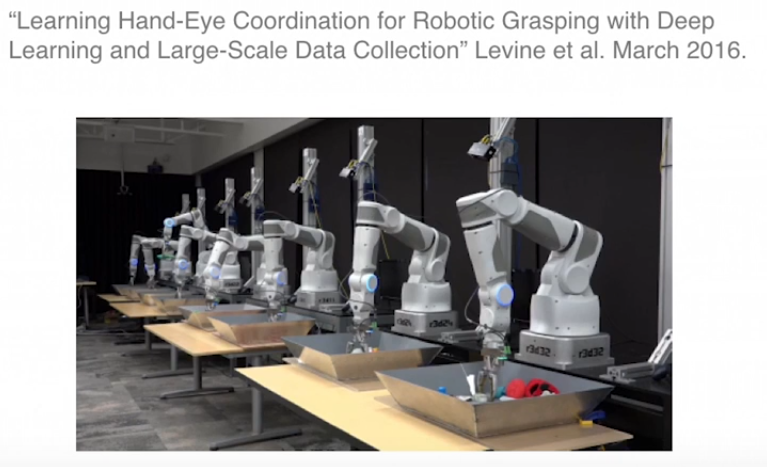 “Learning Hand-Eye Coordination for Robotic Grasping with Deep
Learning and Large-Scale Data Collection” Levine et al. March 2016.
r3d32